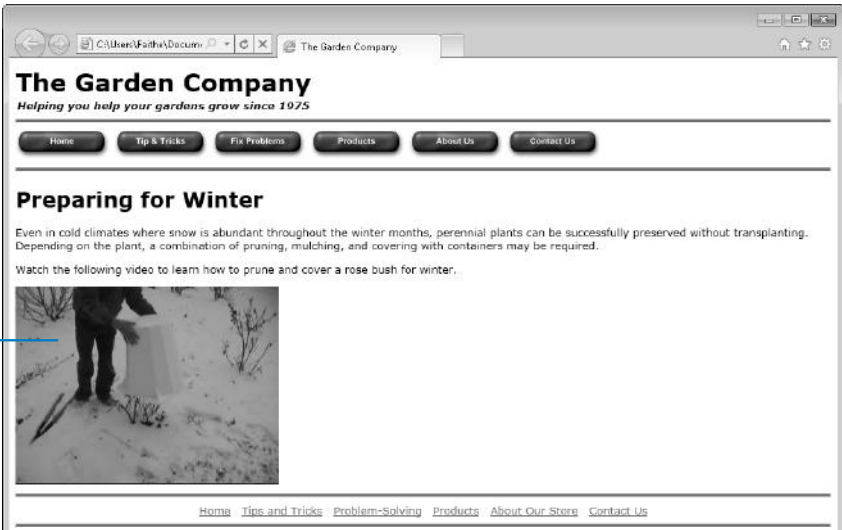 C:\Users\Faithe\Docum
The Garden Company
The Garden Company
Helping you help your gardens grow since 1975
Home Tip & Tricks Fix Problems Products About Us Contact Us
Preparing for Winter
Even in cold climates where snow is abundant throughout the winter months, perennial plants can be successfully preserved without transplanting.
Depending on the plant, a combination of pruning, mulching, and covering with containers may be required.
Watch the following video to learn how to prune and cover a rose bush for winter.
Home Tips and Tricks Problem-Solving Products About Our Store Contact Us